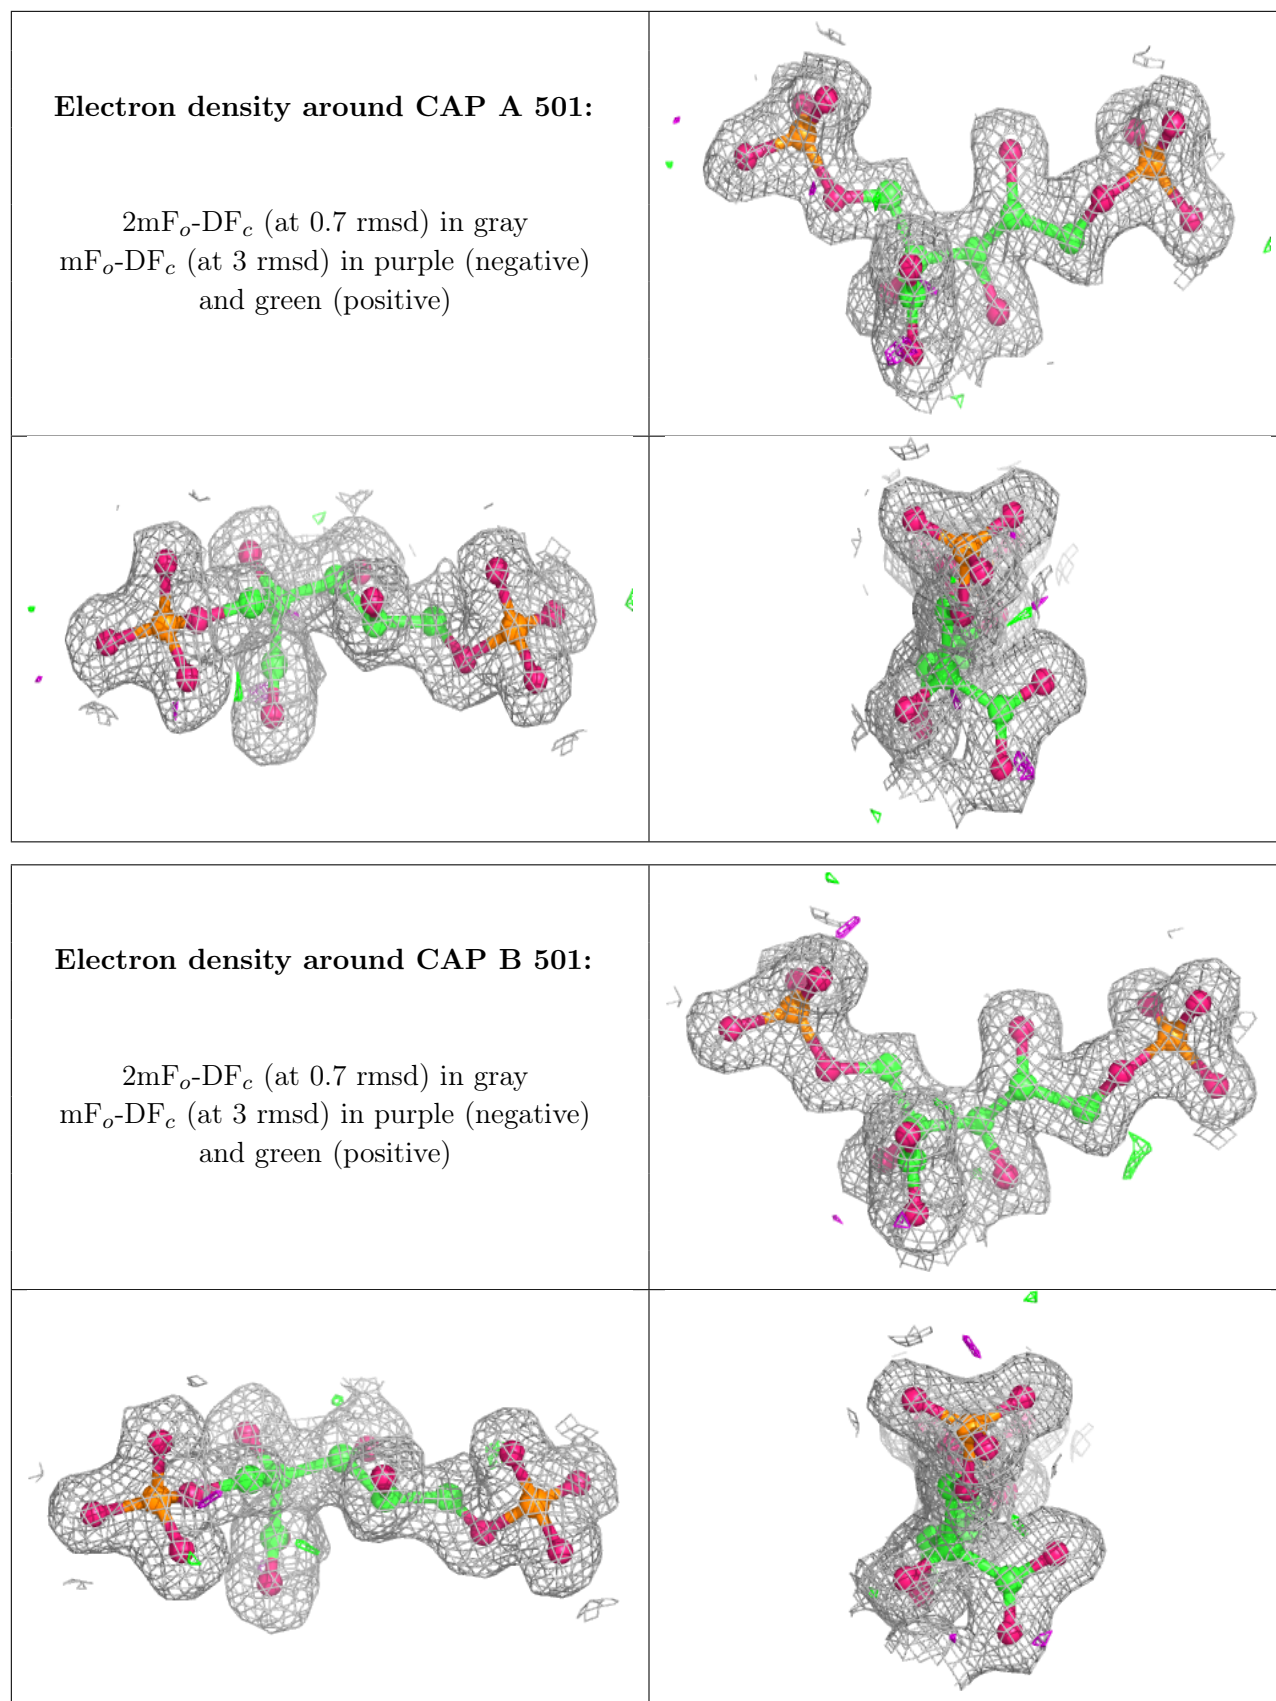 Electron density around CAP A 501:
2mFo-DFc (at 0.7 rmsd) in gray
mFo-DFc (at 3 rmsd) in purple (negative)
and green (positive)
Electron density around CAP B 501:
2mFo-DFc (at 0.7 rmsd) in gray
mFo-DFc (at 3 rmsd) in purple (negative)
and green (positive)